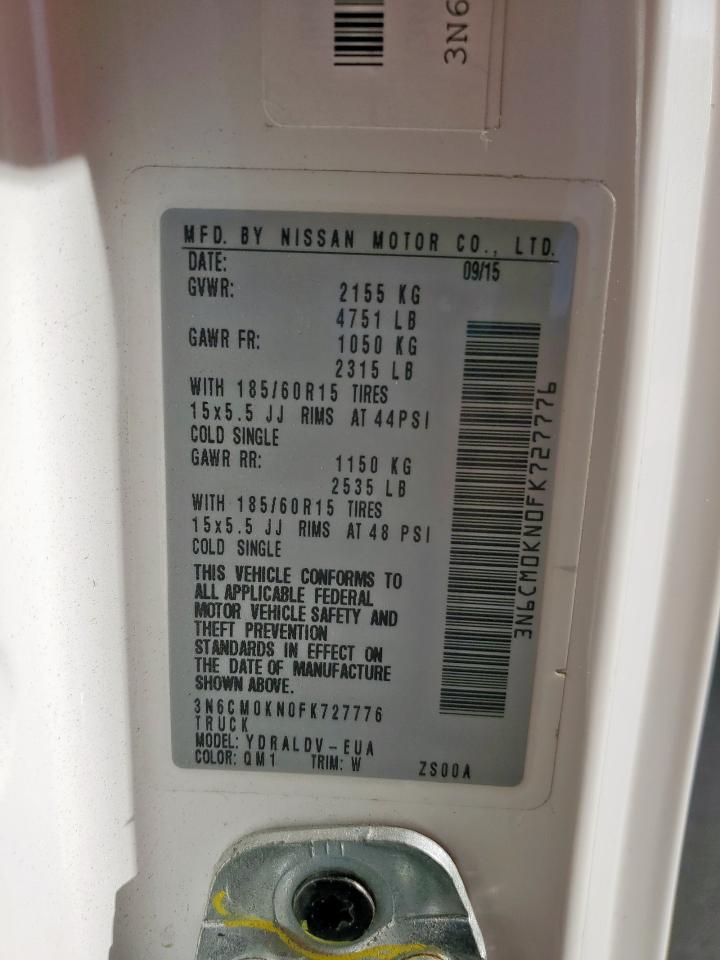 3N6
MFD. BY NISSAN MOTOR CO., LTD.
DATE: 09/15
GVWR: 2155 KG
4751 LB
GAWR FR: 1050 KG
2315 LB
WITH 185/60R15 TIRES
15x5.5 JJ RIMS AT 44PSI
COLD SINGLE
GAWR RR: 1150 KG
2535 LB
WITH 185/60R15 TIRES
15x5.5 JJ RIMS AT 48 PSI
COLD SINGLE
THIS VEHICLE CONFORMS TO
ALL APPLICABLE FEDERAL
MOTOR VEHICLE SAFETY AND
THEFT PREVENTION
STANDARDS IN EFFECT ON
THE DATE OF MANUFACTURE
SHOWN ABOVE.
3N6CM0KN0FK727776
TRUCK
MODEL: YDRALDV-EUA
COLOR: QM1 TRIM: W ZS00A
3N6CM0KN0FK727776